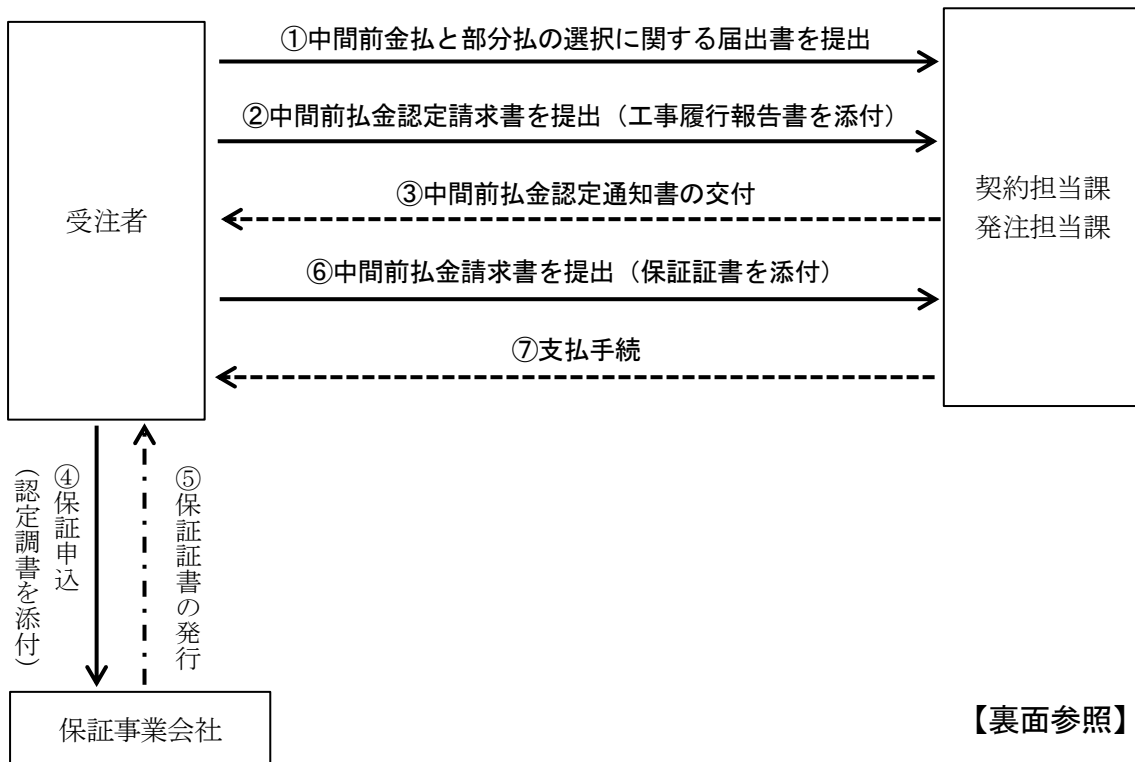 ①中間前金払と部分払の選択に関する届出書を提出
②中間前払金認定請求書を提出（工事履行報告書を添付）
③中間前払金認定通知書の交付
受注者
契約担当課
発注担当課
⑥中間前払金請求書を提出（保証証書を添付）
⑦支払手続
④保証申込
（認定調書を添付）
⑤保証証書の発行
保証事業会社
【裏面参照】